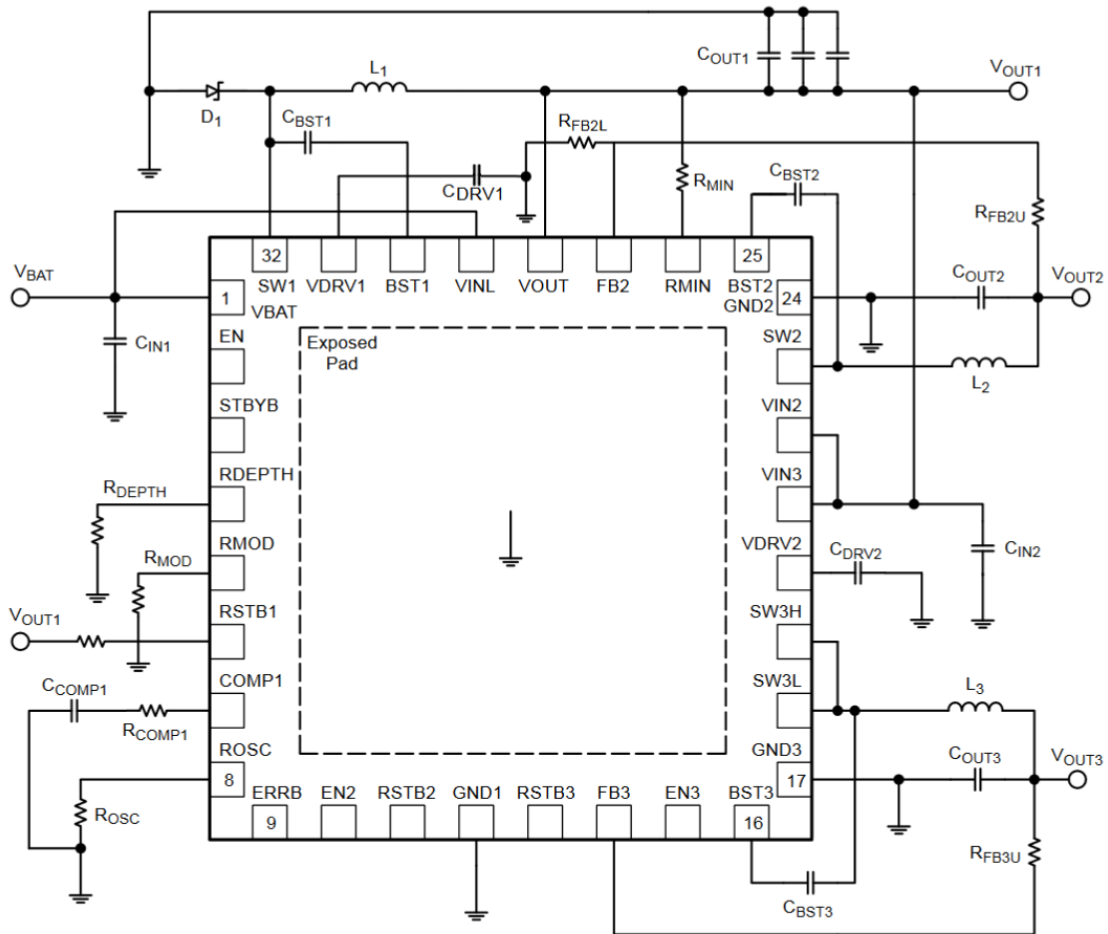 COUT1
L1
VOUT1
D1
CBST1
RFB2L
CDRV1
RMIN
CBST2
RFB2U
32
25
SW1
VDRV1
BST1
VINL
VOUT
FB2
RMIN
BST2
VBAT
1
VBAT
GND2
24
COUT2
VOUT2
CIN1
EN
Exposed
Pad
SW2
L2
STBYB
VIN2
RDEPTH
RDEPTH
VIN3
RMOD
RMOD
VDRV2
CDRV2
CIN2
VOUT1
RSTB1
SW3H
CCOMP1
RCOMP1
COMP1
SW3L
L3
ROSC
8
ROSC
GND3
17
COUT3
VOUT3
ERRB
EN2
RSTB2
GND1
RSTB3
FB3
EN3
BST3
9
16
RFB3U
CBST3